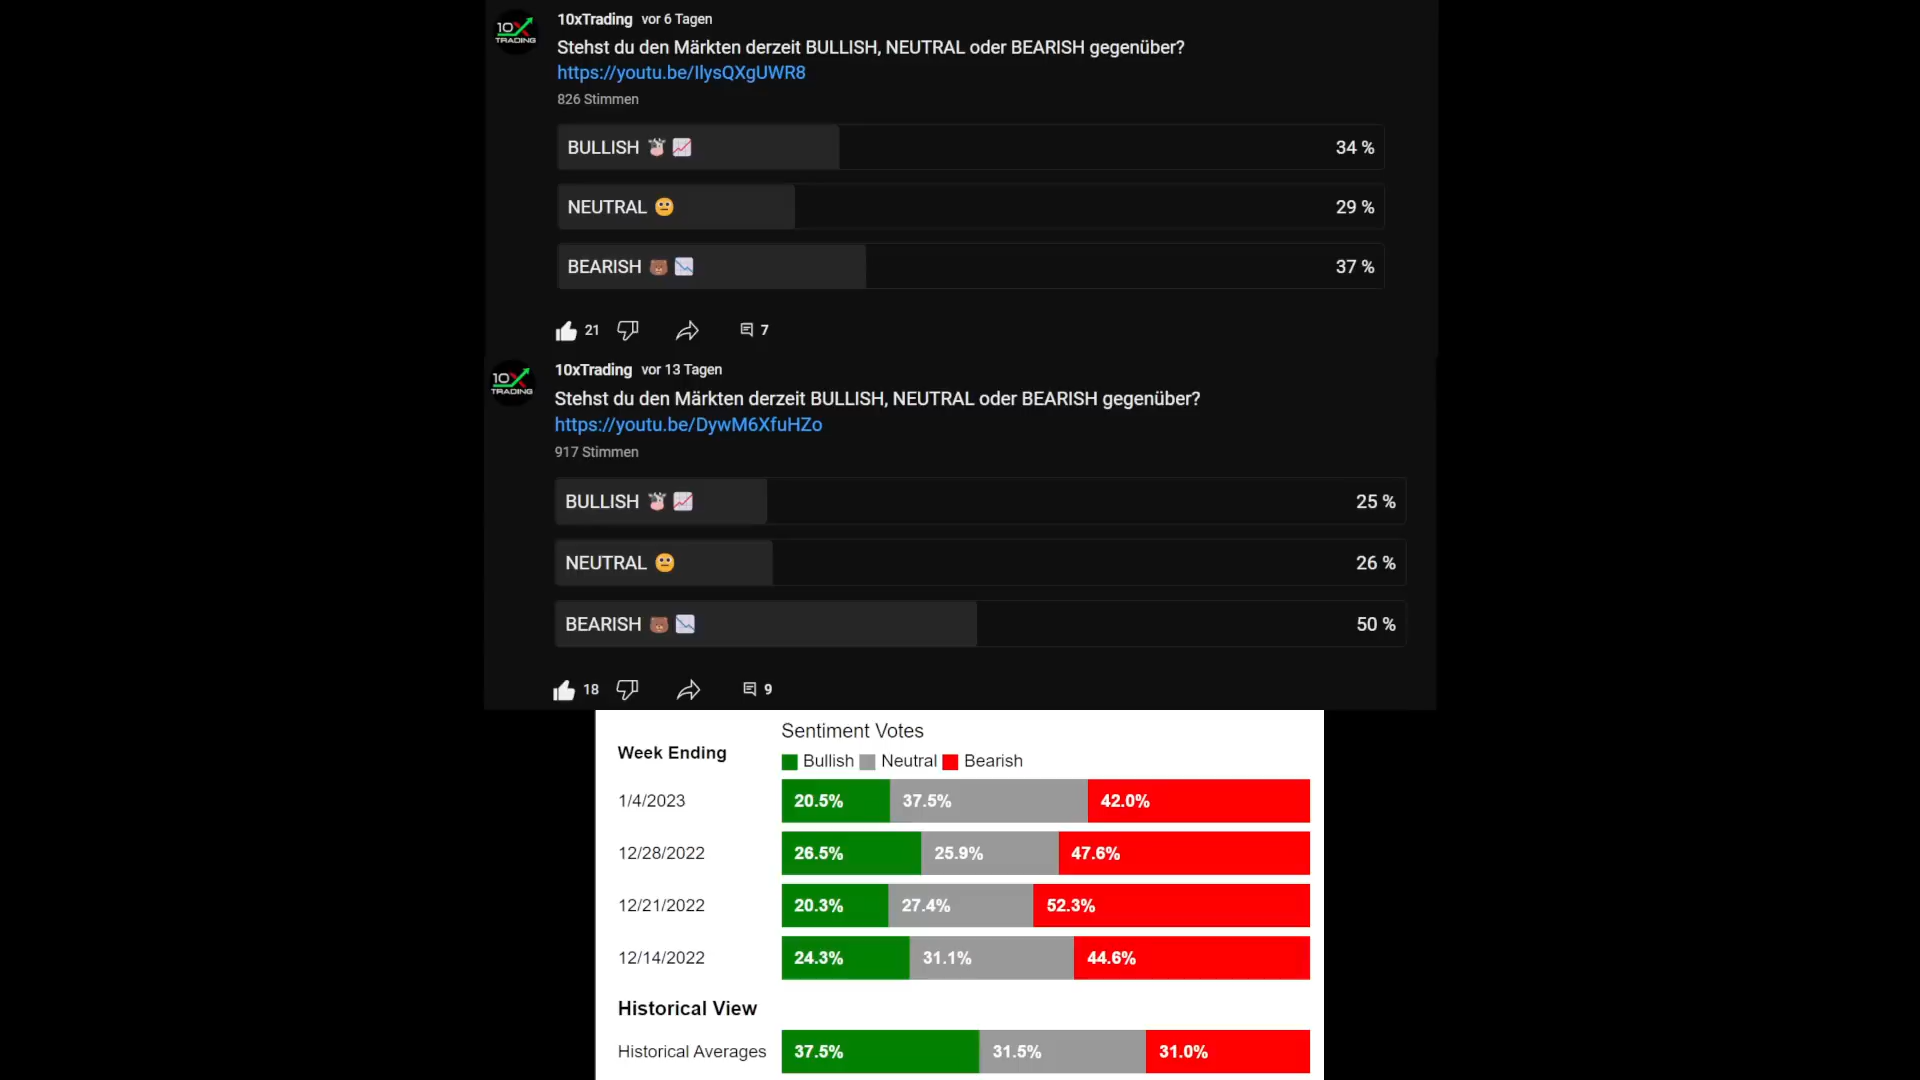 10X
TRADING
10xTrading vor 6 Tagen
Stehst du den Märkten derzeit BULLISH, NEUTRAL oder BEARISH gegenüber?
https://youtu.be/IlysQXgUWR8
826 Stimmen
BULLISH 34 %
NEUTRAL 29 %
BEARISH 37 %
21 7
10X
TRADING
10xTrading vor 13 Tagen
Stehst du den Märkten derzeit BULLISH, NEUTRAL oder BEARISH gegenüber?
https://youtu.be/DywM6XfuHZo
917 Stimmen
BULLISH 25 %
NEUTRAL 26 %
BEARISH 50 %
18 9
Sentiment Votes
Week Ending
Bullish Neutral Bearish
1/4/2023 20.5% 37.5% 42.0%
12/28/2022 26.5% 25.9% 47.6%
12/21/2022 20.3% 27.4% 52.3%
12/14/2022 24.3% 31.1% 44.6%
Historical View
Historical Averages 37.5% 31.5% 31.0%